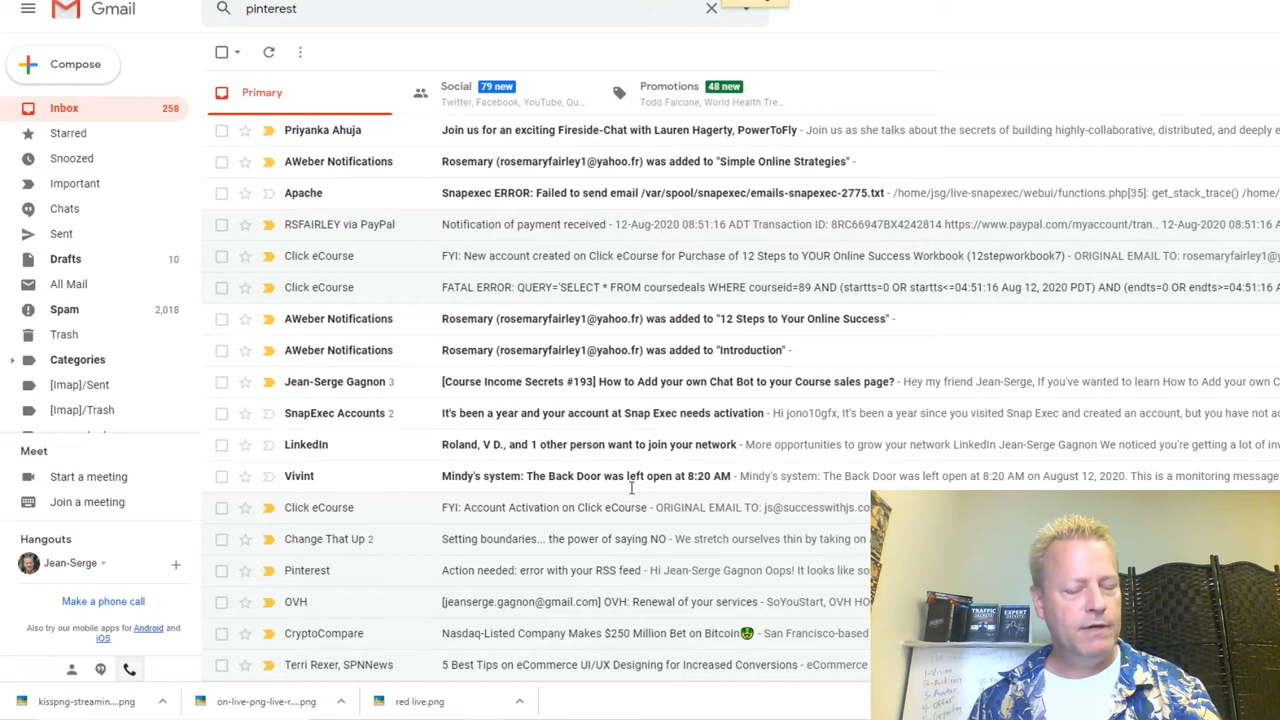 Gmail
pinterest
Compose
Primary
Social 79 new
Twitter, Facebook, YouTube, Qu...
Promotions 48 new
Todd Falcone, World Health Tre...
Inbox 258
Starred
Snoozed
Important
Chats
Sent
Drafts 10
All Mail
Spam 2,018
Trash
Categories
[Imap]/Sent
[Imap]/Trash
Meet
Start a meeting
Join a meeting
Hangouts
Jean-Serge
Make a phone call
Also try our mobile apps for Android and
iOS
Priyanka Ahuja Join us for an exciting Fireside-Chat with Lauren Hagerty, PowerToFly - Join us as she talks about the secrets of building highly-collaborative, distributed, and deeply e
AWeber Notifications Rosemary (rosemaryfairley1@yahoo.fr) was added to "Simple Online Strategies" -
Apache Snapexec ERROR: Failed to send email /var/spool/snapexec/emails-snapexec-2775.txt - /home/jsg/live-snapexec/webui/functions.php[35]: get_stack_trace() /home/js
RSFAIRLEY via PayPal Notification of payment received - 12-Aug-2020 08:51:16 ADT Transaction ID: 8RC66947BX4242814 https://www.paypal.com/myaccount/tran.. 12-Aug-2020 08:51:16 A
Click eCourse FYI: New account created on Click eCourse for Purchase of 12 Steps to YOUR Online Success Workbook (12stepworkbook7) - ORIGINAL EMAIL TO: rosemaryfairley1@y
Click eCourse FATAL ERROR: QUERY='SELECT * FROM coursedeals WHERE courseid=89 AND (startts=0 OR startts<=04:51:16 Aug 12, 2020 PDT) AND (endts=0 OR endts>=04:51:16 A
AWeber Notifications Rosemary (rosemaryfairley1@yahoo.fr) was added to "12 Steps to Your Online Success" -
AWeber Notifications Rosemary (rosemaryfairley1@yahoo.fr) was added to "Introduction" -
Jean-Serge Gagnon 3 [Course Income Secrets #193] How to Add your own Chat Bot to your Course sales page? - Hey my friend Jean-Serge, If you've wanted to learn How to Add your own
SnapExec Accounts 2 It's been a year and your account at Snap Exec needs activation - Hi jono10gfx, It's been a year since you visited Snap Exec and created an account, but you have not ac
LinkedIn Roland, V D., and 1 other person want to join your network - More opportunities to grow your network LinkedIn Jean-Serge Gagnon We noticed you're getting a lot of inv
Vivint Mindy's system: The Back Door was left open at 8:20 AM - Mindy's system: The Back Door was left open at 8:20 AM on August 12, 2020. This is a monitoring message
Click eCourse FYI: Account Activation on Click eCourse - ORIGINAL EMAIL TO: js@successwithjs.co
Change That Up 2 Setting boundaries... the power of saying NO - We stretch ourselves thin by taking on
Pinterest Action needed: error with your RSS feed - Hi Jean-Serge Gagnon Oops! It looks like so
OVH [jeanserge.gagnon@gmail.com] OVH: Renewal of your services - SoYouStart, OVH HO
CryptoCompare Nasdaq-Listed Company Makes $250 Million Bet on Bitcoin - San Francisco-based
Terri Rexer, SPNNews 5 Best Tips on eCommerce UI/UX Designing for Increased Conversions - eCommerce
TRAFFIC
SECRETS
EXPERT
SECRETS
1-Vision
kisspng-streamin....png
on-live-png-live-r....png
red live.png